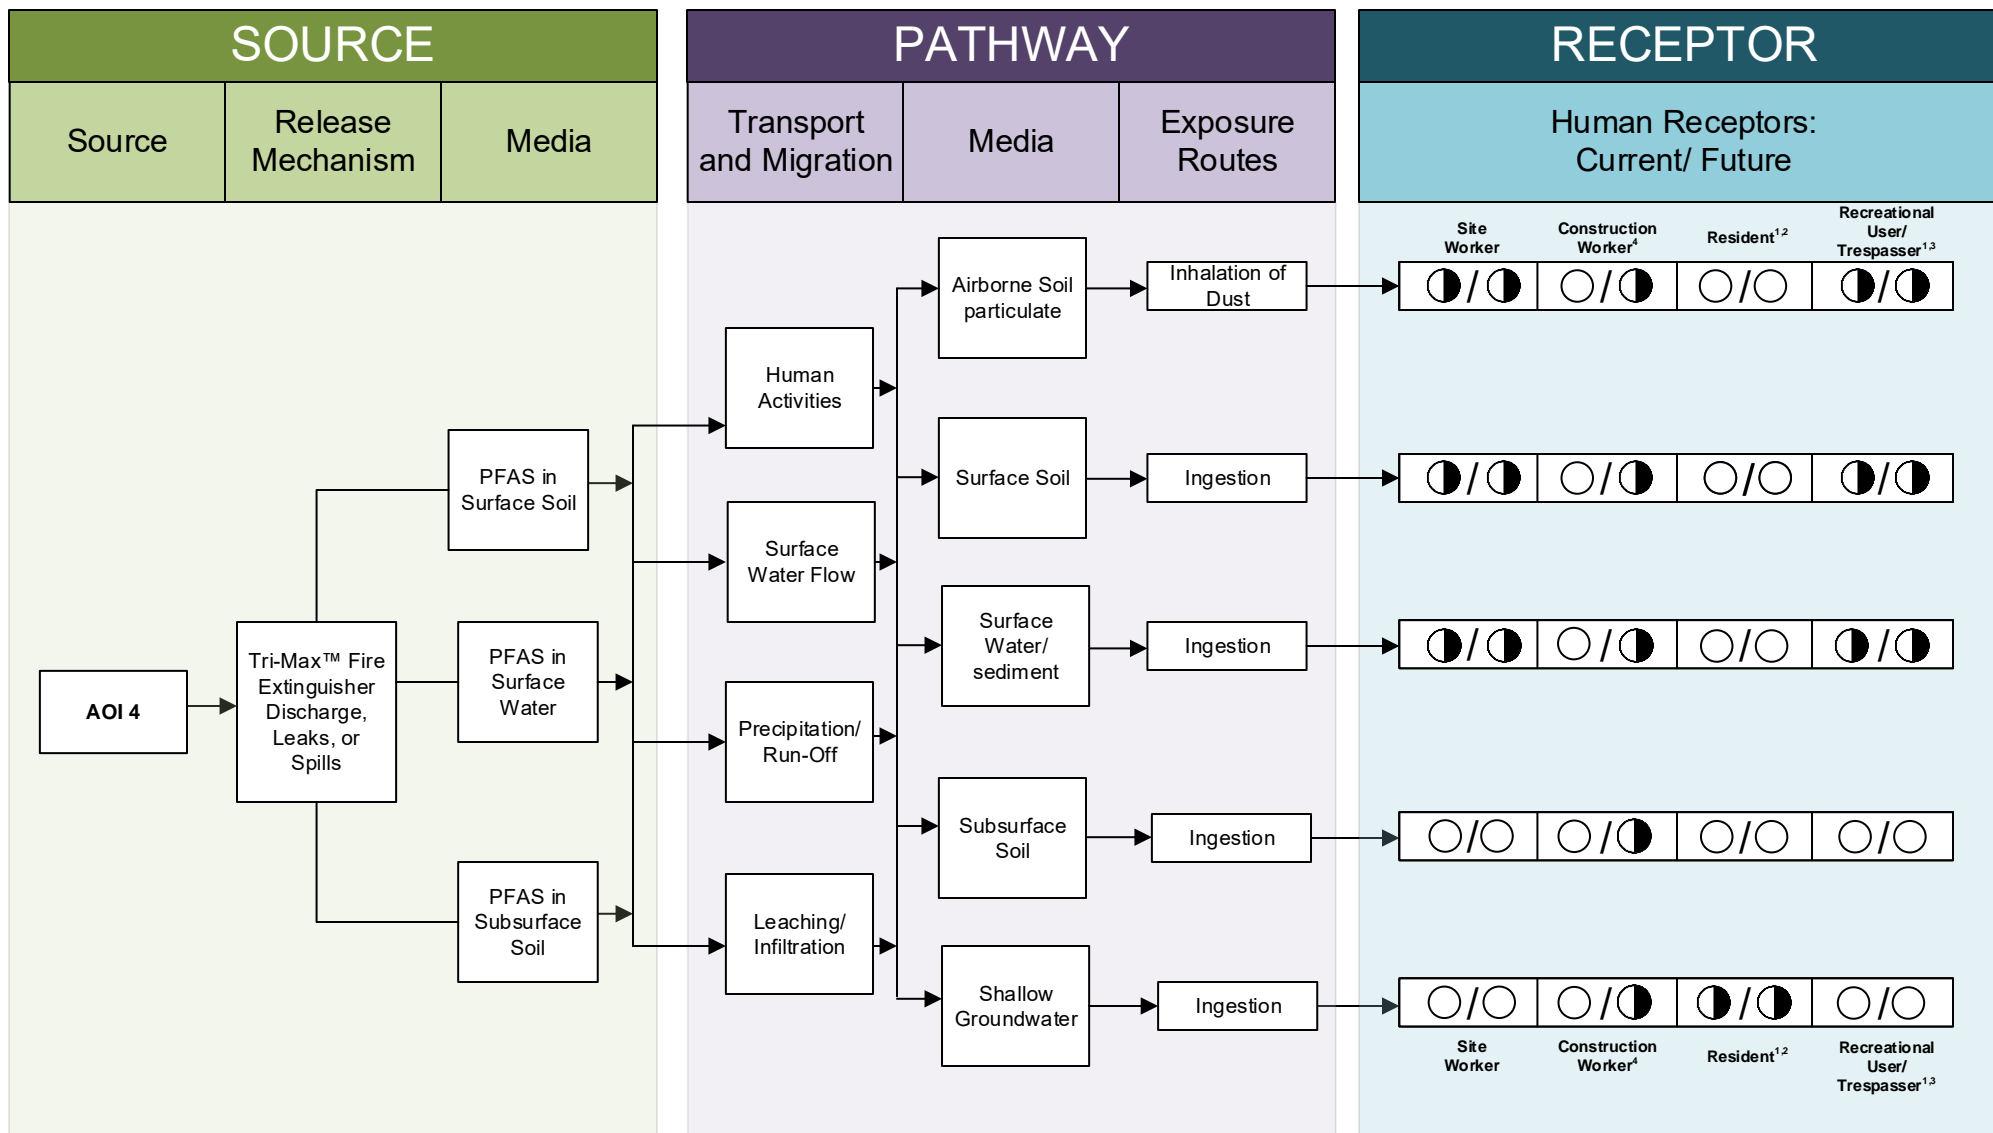 SOURCE
PATHWAY
RECEPTOR
Source
Release
Mechanism
Media
Transport
and Migration
Media
Exposure
Routes
Human Receptors:
Current/ Future
Site
Worker
Construction
Worker⁴
Resident¹,²
Recreational
User/
Trespasser¹,³
Airborne Soil
particulate
Inhalation of
Dust
/ / / /
Human
Activities
PFAS in
Surface Soil
Surface Soil
Ingestion
/ / / /
Surface
Water Flow
Surface
Water/
sediment
Ingestion
/ / / /
AOI 4
Tri-Max™ Fire
Extinguisher
Discharge,
Leaks, or
Spills
PFAS in
Surface
Water
Precipitation/
Run-Off
Subsurface
Soil
Ingestion
/ / / /
PFAS in
Subsurface
Soil
Leaching/
Infiltration
Shallow
Groundwater
Ingestion
/ / / /
Site
Worker
Construction
Worker⁴
Resident¹,²
Recreational
User/
Trespasser¹,³